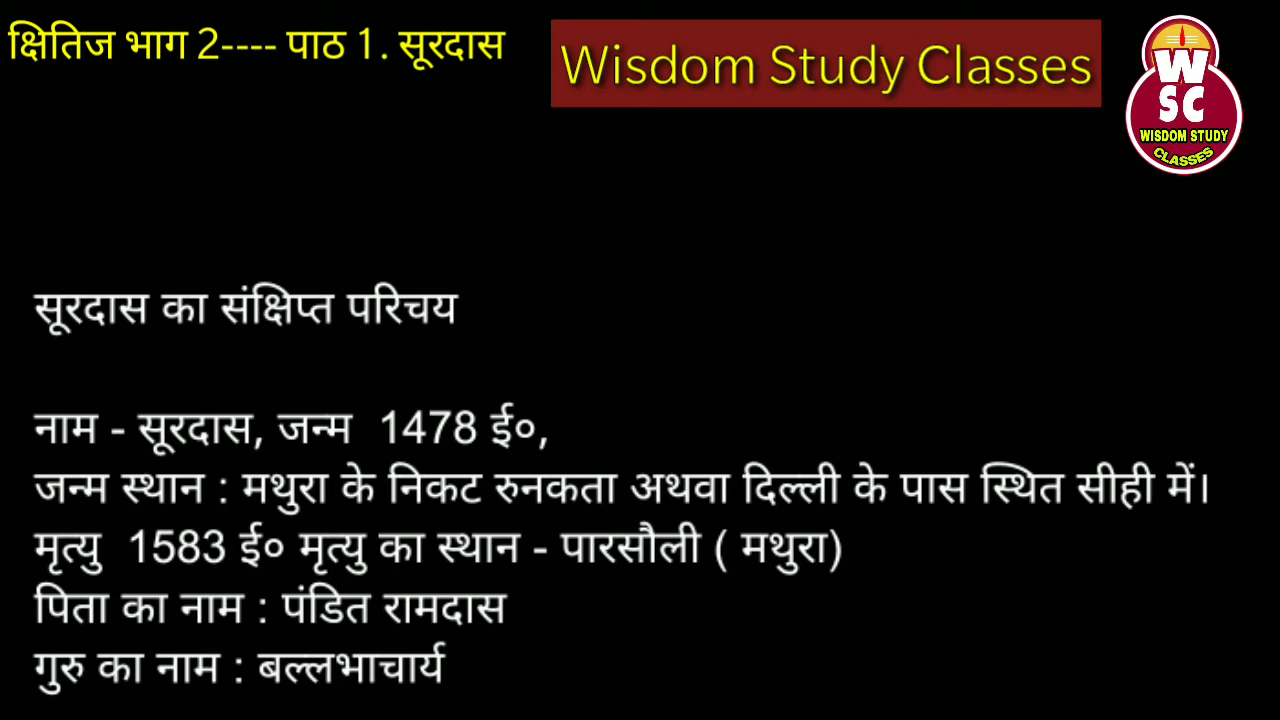 क्षितिज भाग 2---- पाठ 1. सूरदास
Wisdom Study Classes
W
SC
WISDOM STUDY
CLASSES
सूरदास का संक्षिप्त परिचय
नाम - सूरदास, जन्म 1478 ई०,
जन्म स्थान : मथुरा के निकट रुनकता अथवा दिल्ली के पास स्थित सीही में।
मृत्यु 1583 ई० मृत्यु का स्थान - पारसौली ( मथुरा)
पिता का नाम : पंडित रामदास
गुरु का नाम : बल्लभाचार्य